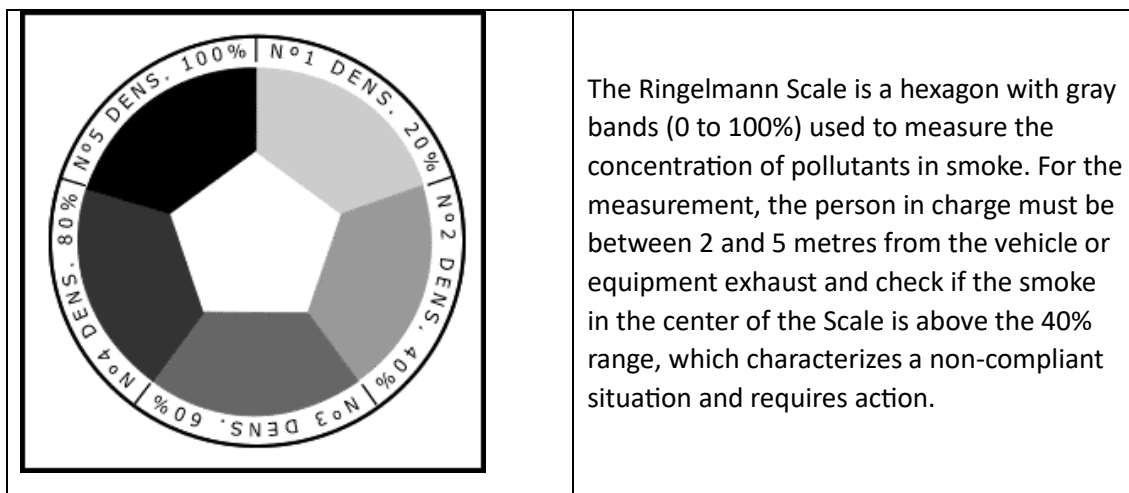 Nº1 DENS. 20%
Nº2 DENS. 40%
Nº3 DENS. 60%
Nº4 DENS. 80%
Nº5 DENS. 100%
The Ringelmann Scale is a hexagon with gray
bands (0 to 100%) used to measure the
concentration of pollutants in smoke. For the
measurement, the person in charge must be
between 2 and 5 metres from the vehicle or
equipment exhaust and check if the smoke
in the center of the Scale is above the 40%
range, which characterizes a non-compliant
situation and requires action.